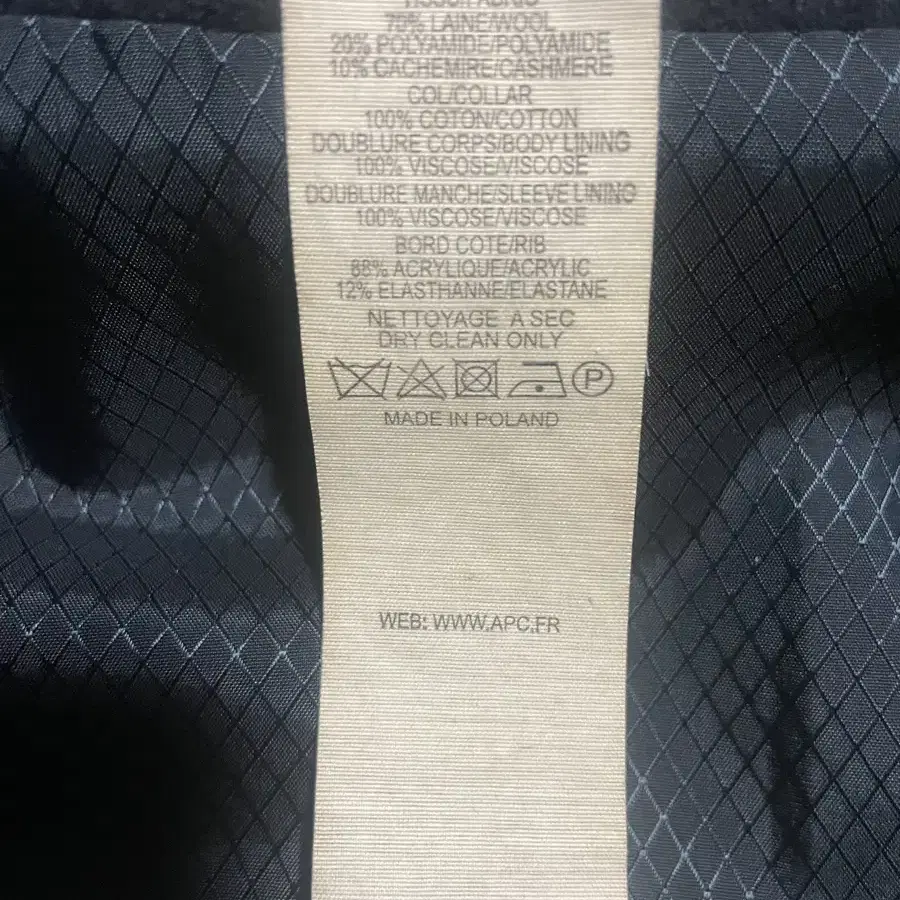 TISSU/FABRIC
70% LAINE/WOOL
20% POLYAMIDE/POLYAMIDE
10% CACHEMIRE/CASHMERE
COL/COLLAR
100% COTON/COTTON
DOUBLURE CORPS/BODY LINING
100% VISCOSE/VISCOSE
DOUBLURE MANCHE/SLEEVE LINING
100% VISCOSE/VISCOSE
BORD COTE/RIB
88% ACRYLIQUE/ACRYLIC
12% ELASTHANNE/ELASTANE
NETTOYAGE A SEC
DRY CLEAN ONLY
P
MADE IN POLAND
WEB: WWW.APC.FR